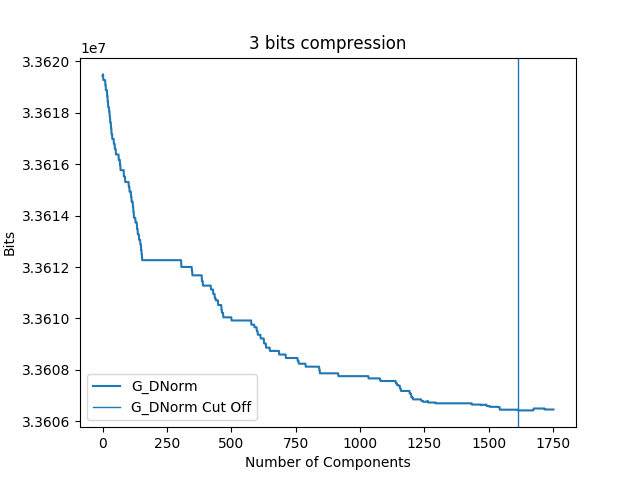 3 bits compression
1e7
3.3620
3.3618
3.3616
3.3614
3.3612
3.3610
3.3608
3.3606
Bits
G_DNorm
G_DNorm Cut Off
0 250 500 750 1000 1250 1500 1750
Number of Components